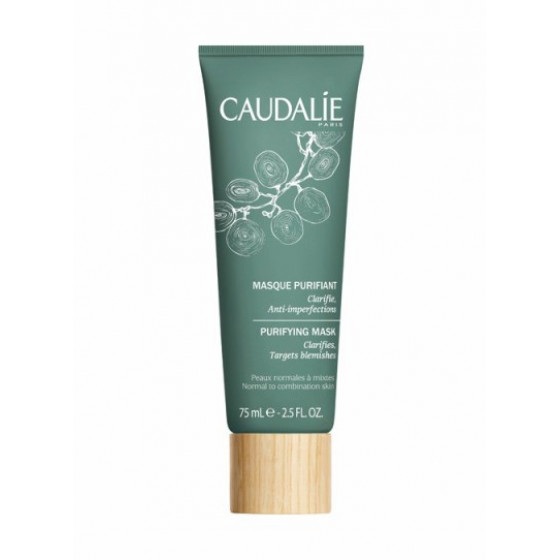 CAUDALÍE
PARIS
MASQUE PURIFIANT
Clarifie.
Anti-imperfections
PURIFYING MASK
Clarifies.
Targets blemishes
Peaux normales à mixtes
Normal to combination skin
75 mL ℮ - 2.5 FL. OZ.